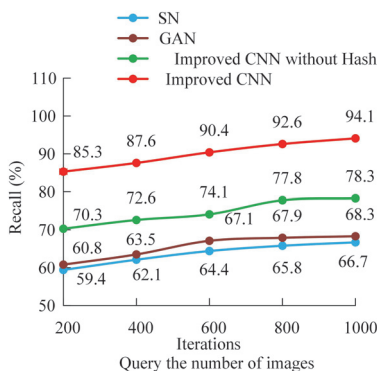 SN
GAN
Improved CNN without Hash
Improved CNN
Recall (%)
110
100
90
80
70
60
50
85.3 87.6 90.4 92.6 94.1
70.3 72.6 74.1 77.8 78.3
60.8 63.5 67.1 67.9 68.3
59.4 62.1 64.4 65.8 66.7
200 400 600 800 1000
Iterations
Query the number of images